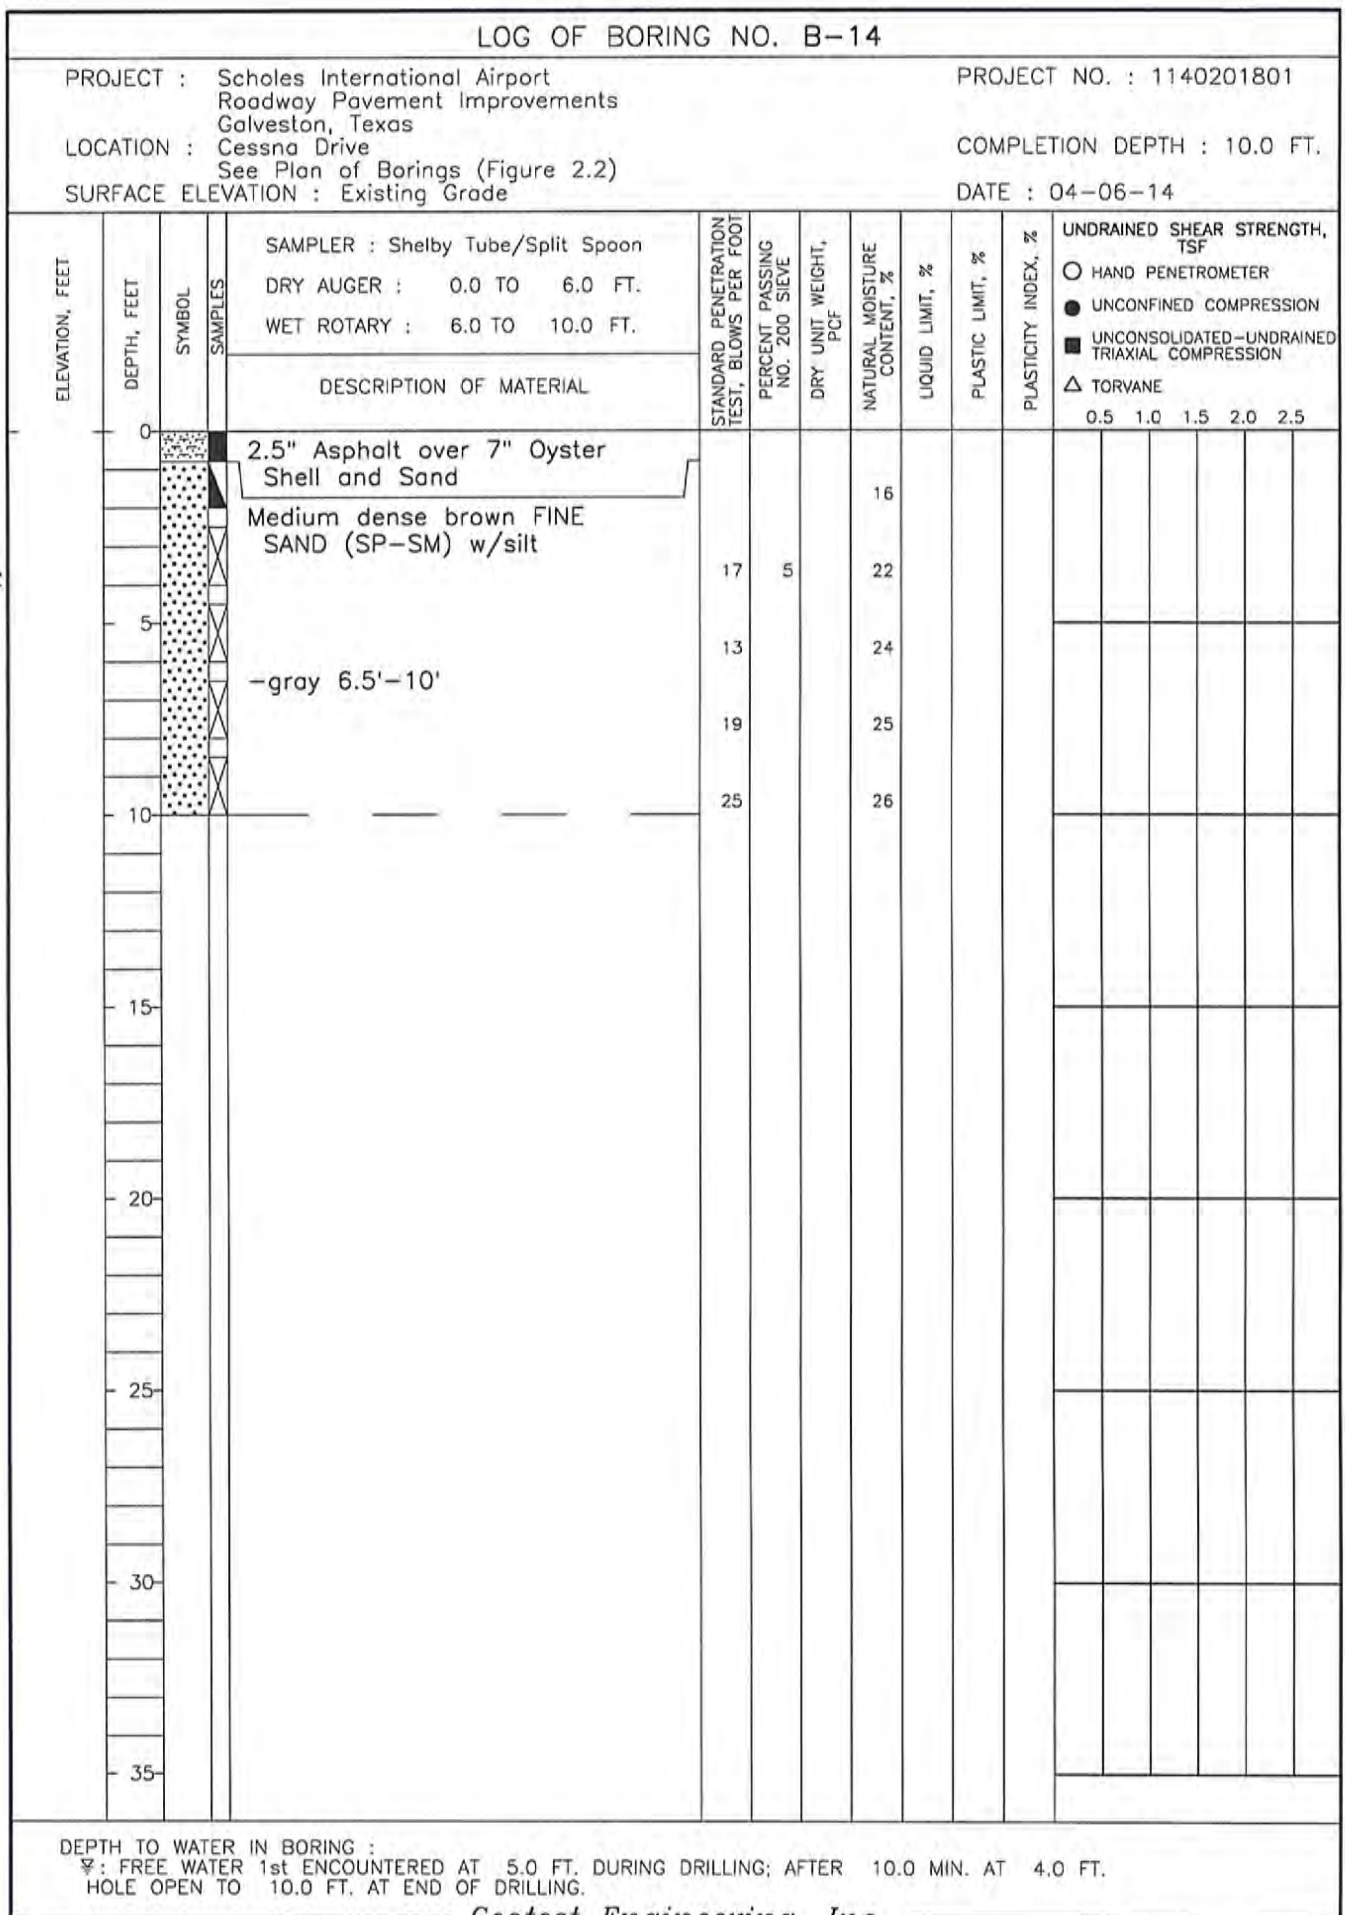 LOG OF BORING NO. B-14
PROJECT : Scholes International Airport
Roadway Pavement Improvements
Galveston, Texas
PROJECT NO. : 1140201801
LOCATION : Cessna Drive
See Plan of Borings (Figure 2.2)
COMPLETION DEPTH : 10.0 FT.
SURFACE ELEVATION : Existing Grade
DATE : 04-06-14
ELEVATION, FEET
DEPTH, FEET
SYMBOL
SAMPLES
SAMPLER : Shelby Tube/Split Spoon
DRY AUGER : 0.0 TO 6.0 FT.
WET ROTARY : 6.0 TO 10.0 FT.
DESCRIPTION OF MATERIAL
STANDARD PENETRATION
TEST, BLOWS PER FOOT
PERCENT PASSING
NO. 200 SIEVE
DRY UNIT WEIGHT,
PCF
NATURAL MOISTURE
CONTENT, %
LIQUID LIMIT, %
PLASTIC LIMIT, %
PLASTICITY INDEX, %
UNDRAINED SHEAR STRENGTH,
TSF
HAND PENETROMETER
UNCONFINED COMPRESSION
UNCONSOLIDATED-UNDRAINED
TRIAXIAL COMPRESSION
TORVANE
0.5 1.0 1.5 2.0 2.5
0
2.5" Asphalt over 7" Oyster
Shell and Sand
16
Medium dense brown FINE
SAND (SP-SM) w/silt
17 5 22
5
13 24
-gray 6.5'-10'
19 25
25 26
10
15
20
25
30
35
DEPTH TO WATER IN BORING :
: FREE WATER 1st ENCOUNTERED AT 5.0 FT. DURING DRILLING; AFTER 10.0 MIN. AT 4.0 FT.
HOLE OPEN TO 10.0 FT. AT END OF DRILLING.
Geotest Engineering, Inc.